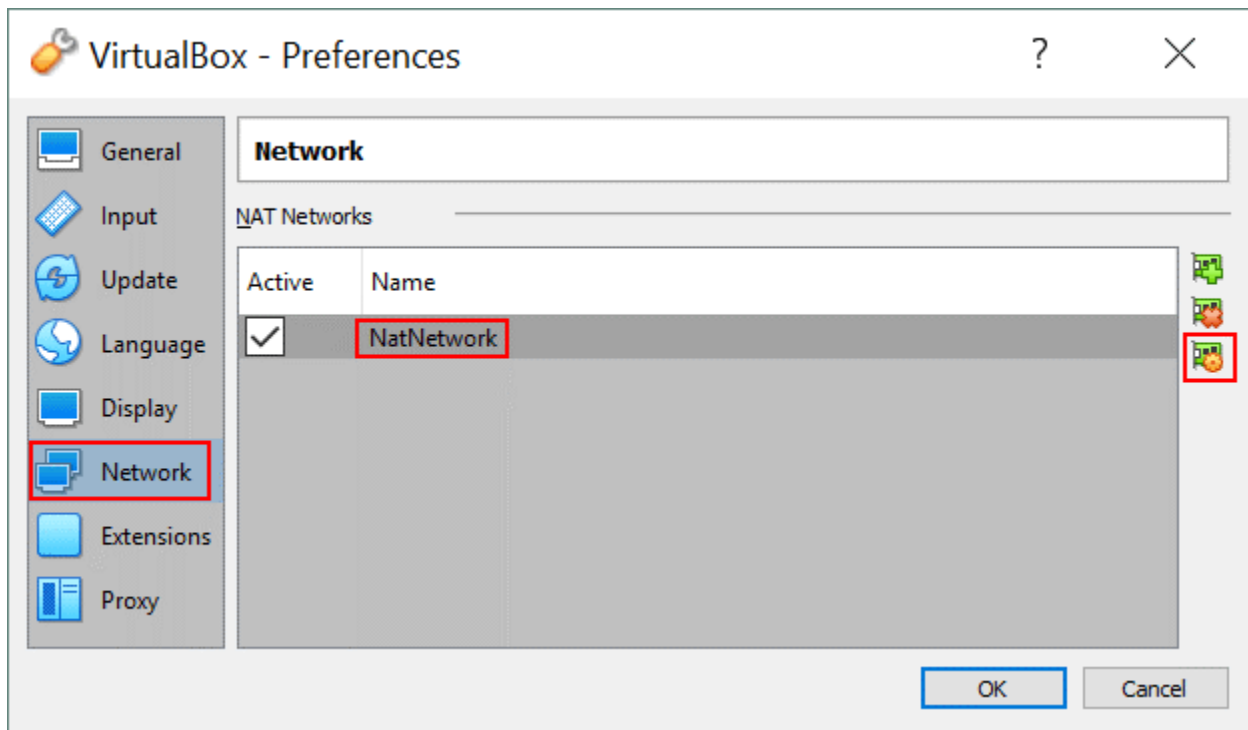 VirtualBox - Preferences
General
Input
Update
Language
Display
Network
Extensions
Proxy
Network
NAT Networks
Active Name
NatNetwork
OK Cancel